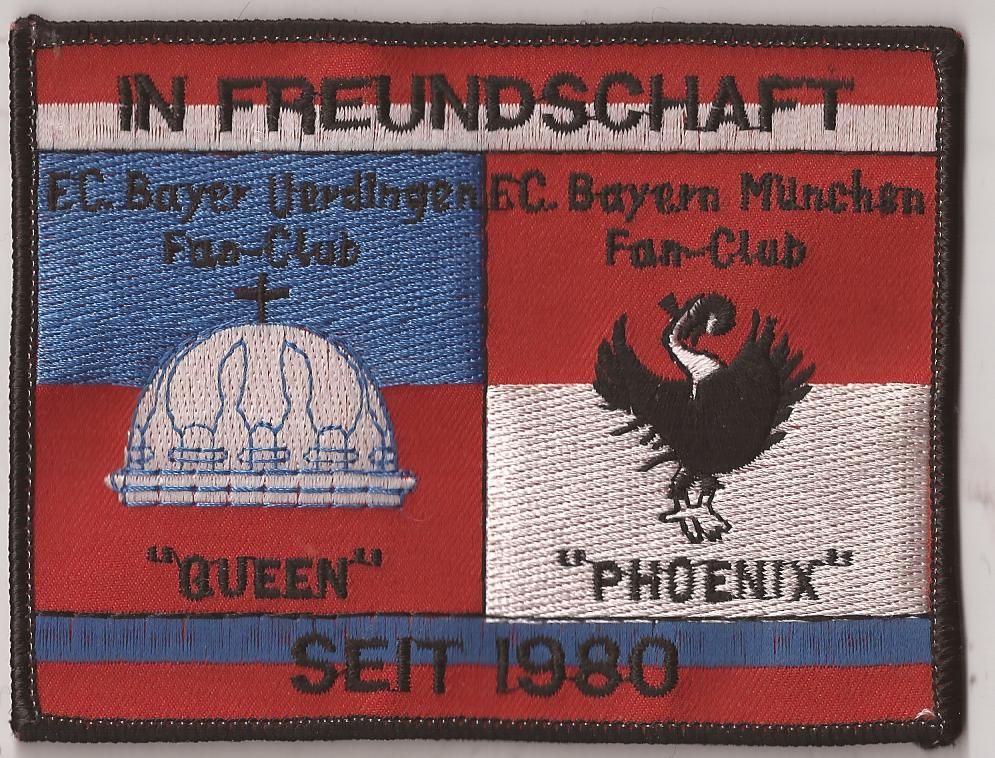 IN FREUNDSCHAFT
F.C. Bayer Uerdingen
Fan-Club
"QUEEN"
F.C. Bayern München
Fan-Club
"PHOENIX"
SEIT 1980